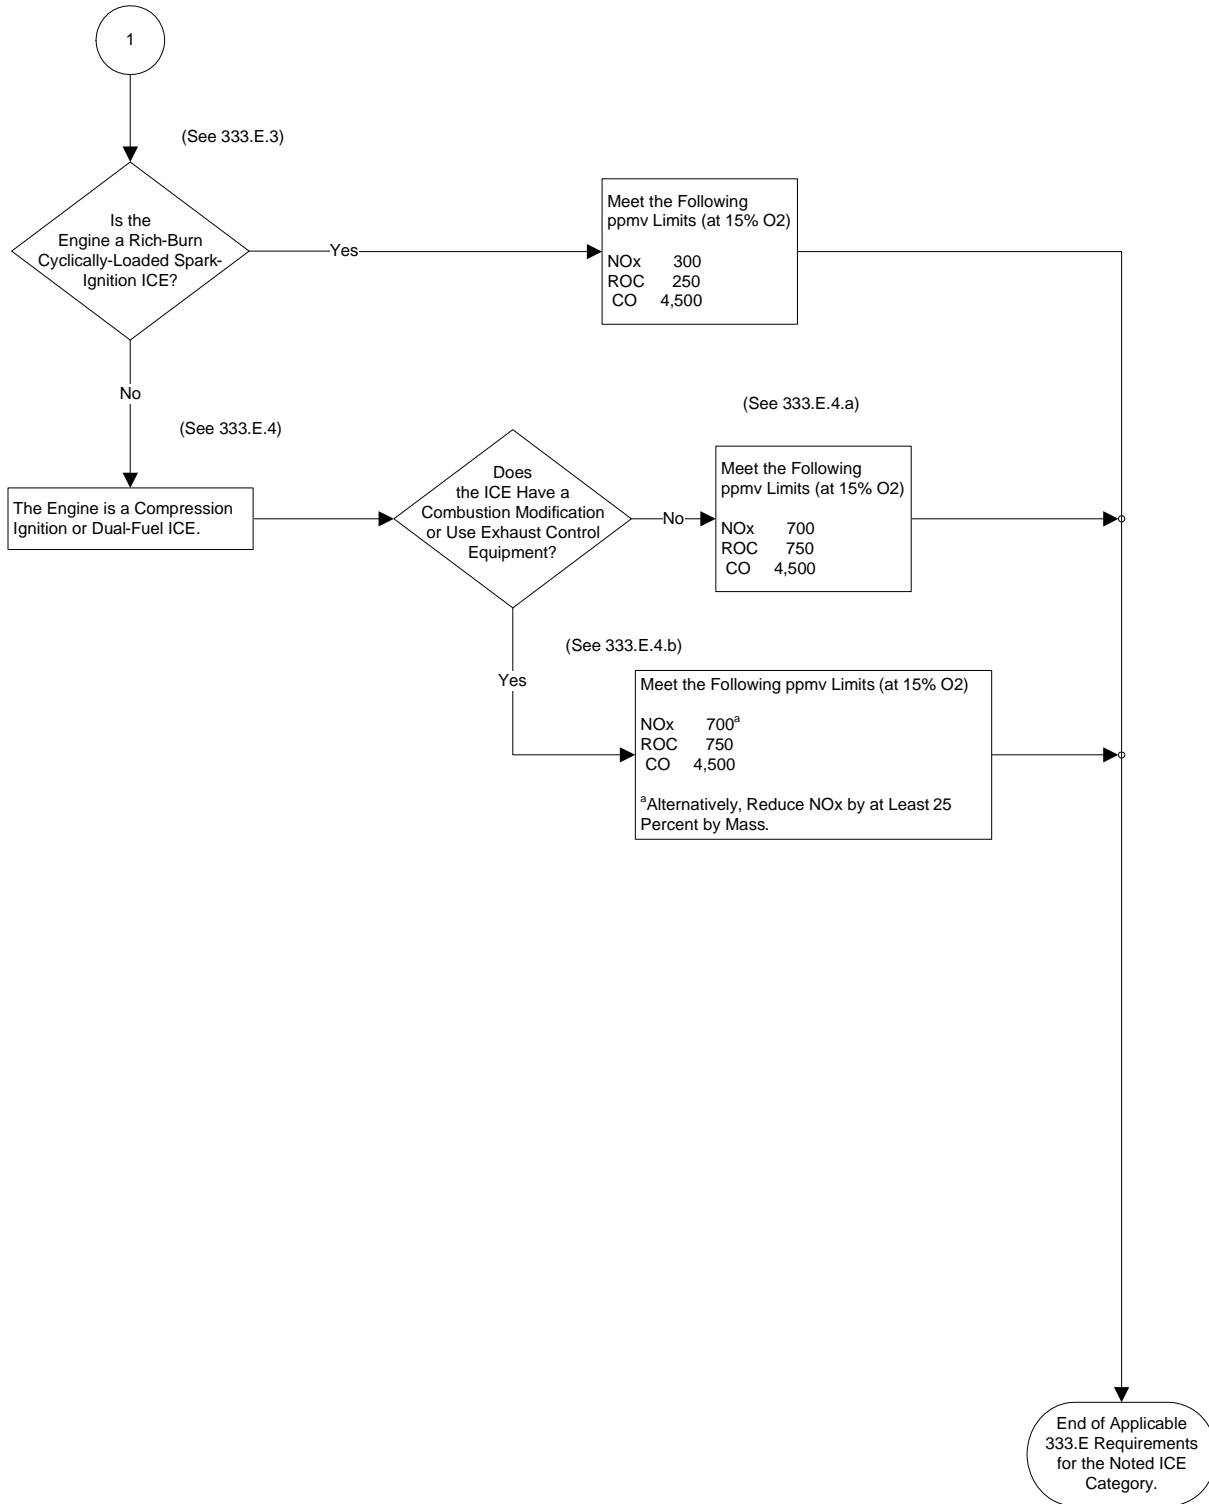 1
(See 333.E.3)
Is the
Engine a Rich-Burn
Cyclically-Loaded Spark-
Ignition ICE?
Yes
Meet the Following
ppmv Limits (at 15% O2)
NOx 300
ROC 250
CO 4,500
No
(See 333.E.4)
The Engine is a Compression
Ignition or Dual-Fuel ICE.
Does
the ICE Have a
Combustion Modification
or Use Exhaust Control
Equipment?
No
(See 333.E.4.a)
Meet the Following
ppmv Limits (at 15% O2)
NOx 700
ROC 750
CO 4,500
Yes
(See 333.E.4.b)
Meet the Following ppmv Limits (at 15% O2)
NOx 700ᵃ
ROC 750
CO 4,500
ᵃAlternatively, Reduce NOx by at Least 25
Percent by Mass.
End of Applicable
333.E Requirements
for the Noted ICE
Category.